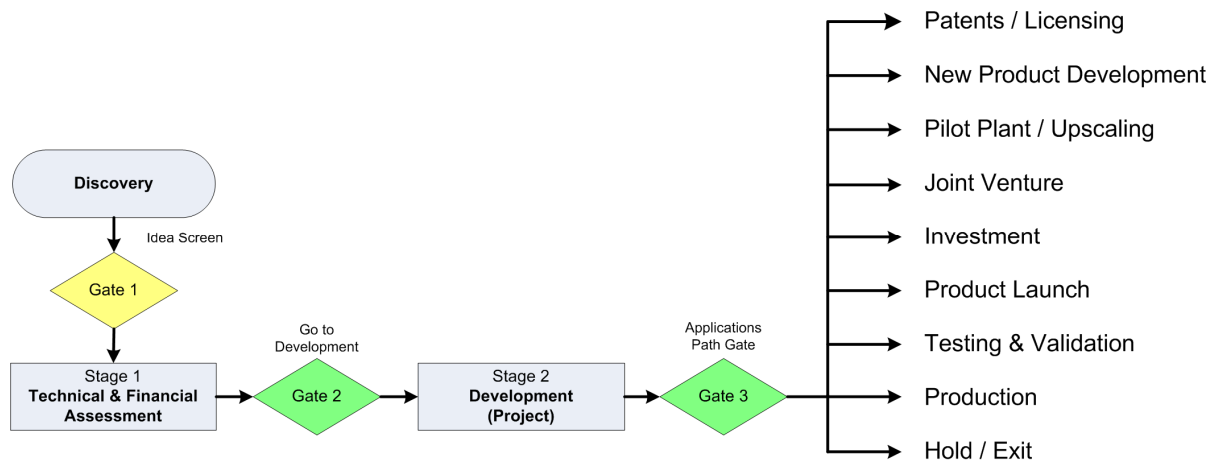 Discovery
Idea Screen
Gate 1
Stage 1
Technical & Financial
Assessment
Go to
Development
Gate 2
Stage 2
Development
(Project)
Applications
Path Gate
Gate 3
Patents / Licensing
New Product Development
Pilot Plant / Upscaling
Joint Venture
Investment
Product Launch
Testing & Validation
Production
Hold / Exit